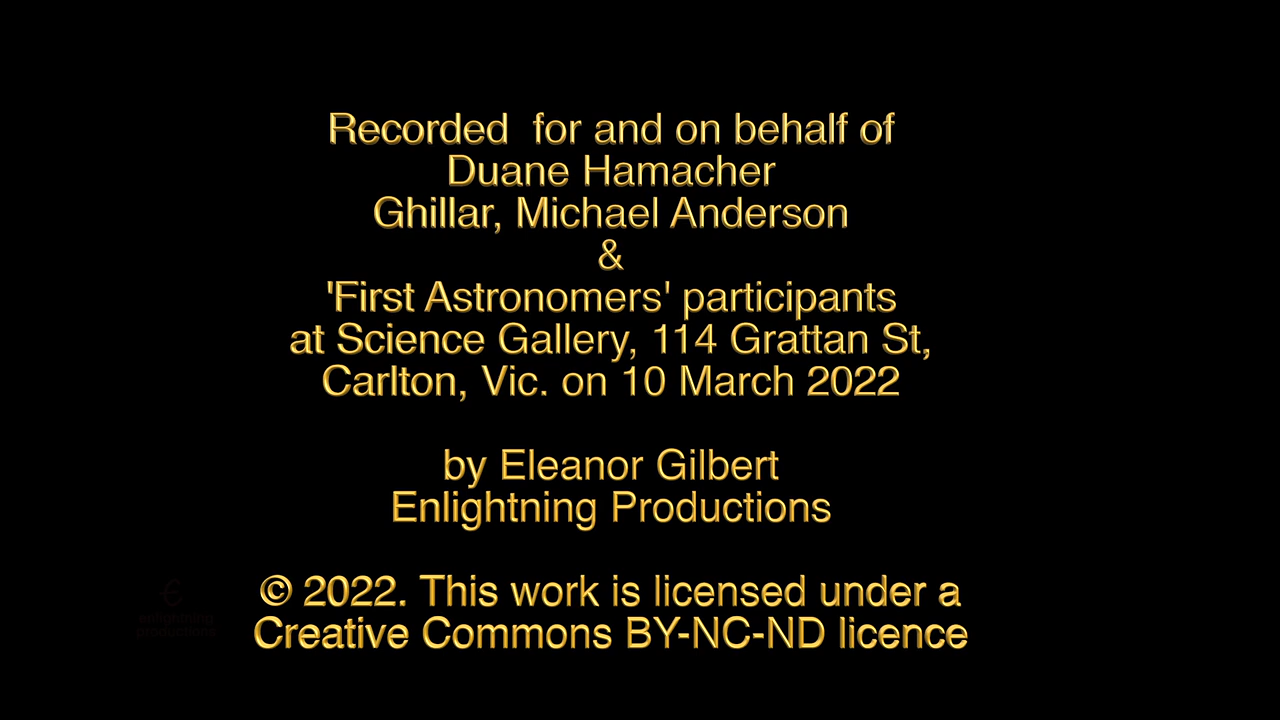 Recorded  for and on behalf of
Duane Hamacher
Ghillar, Michael Anderson
&
'First Astronomers' participants
at Science Gallery, 114 Grattan St,
Carlton, Vic. on 10 March 2022
by Eleanor Gilbert
Enlightning Productions
© 2022. This work is licensed under a
Creative Commons BY-NC-ND licence
enlightning
productions